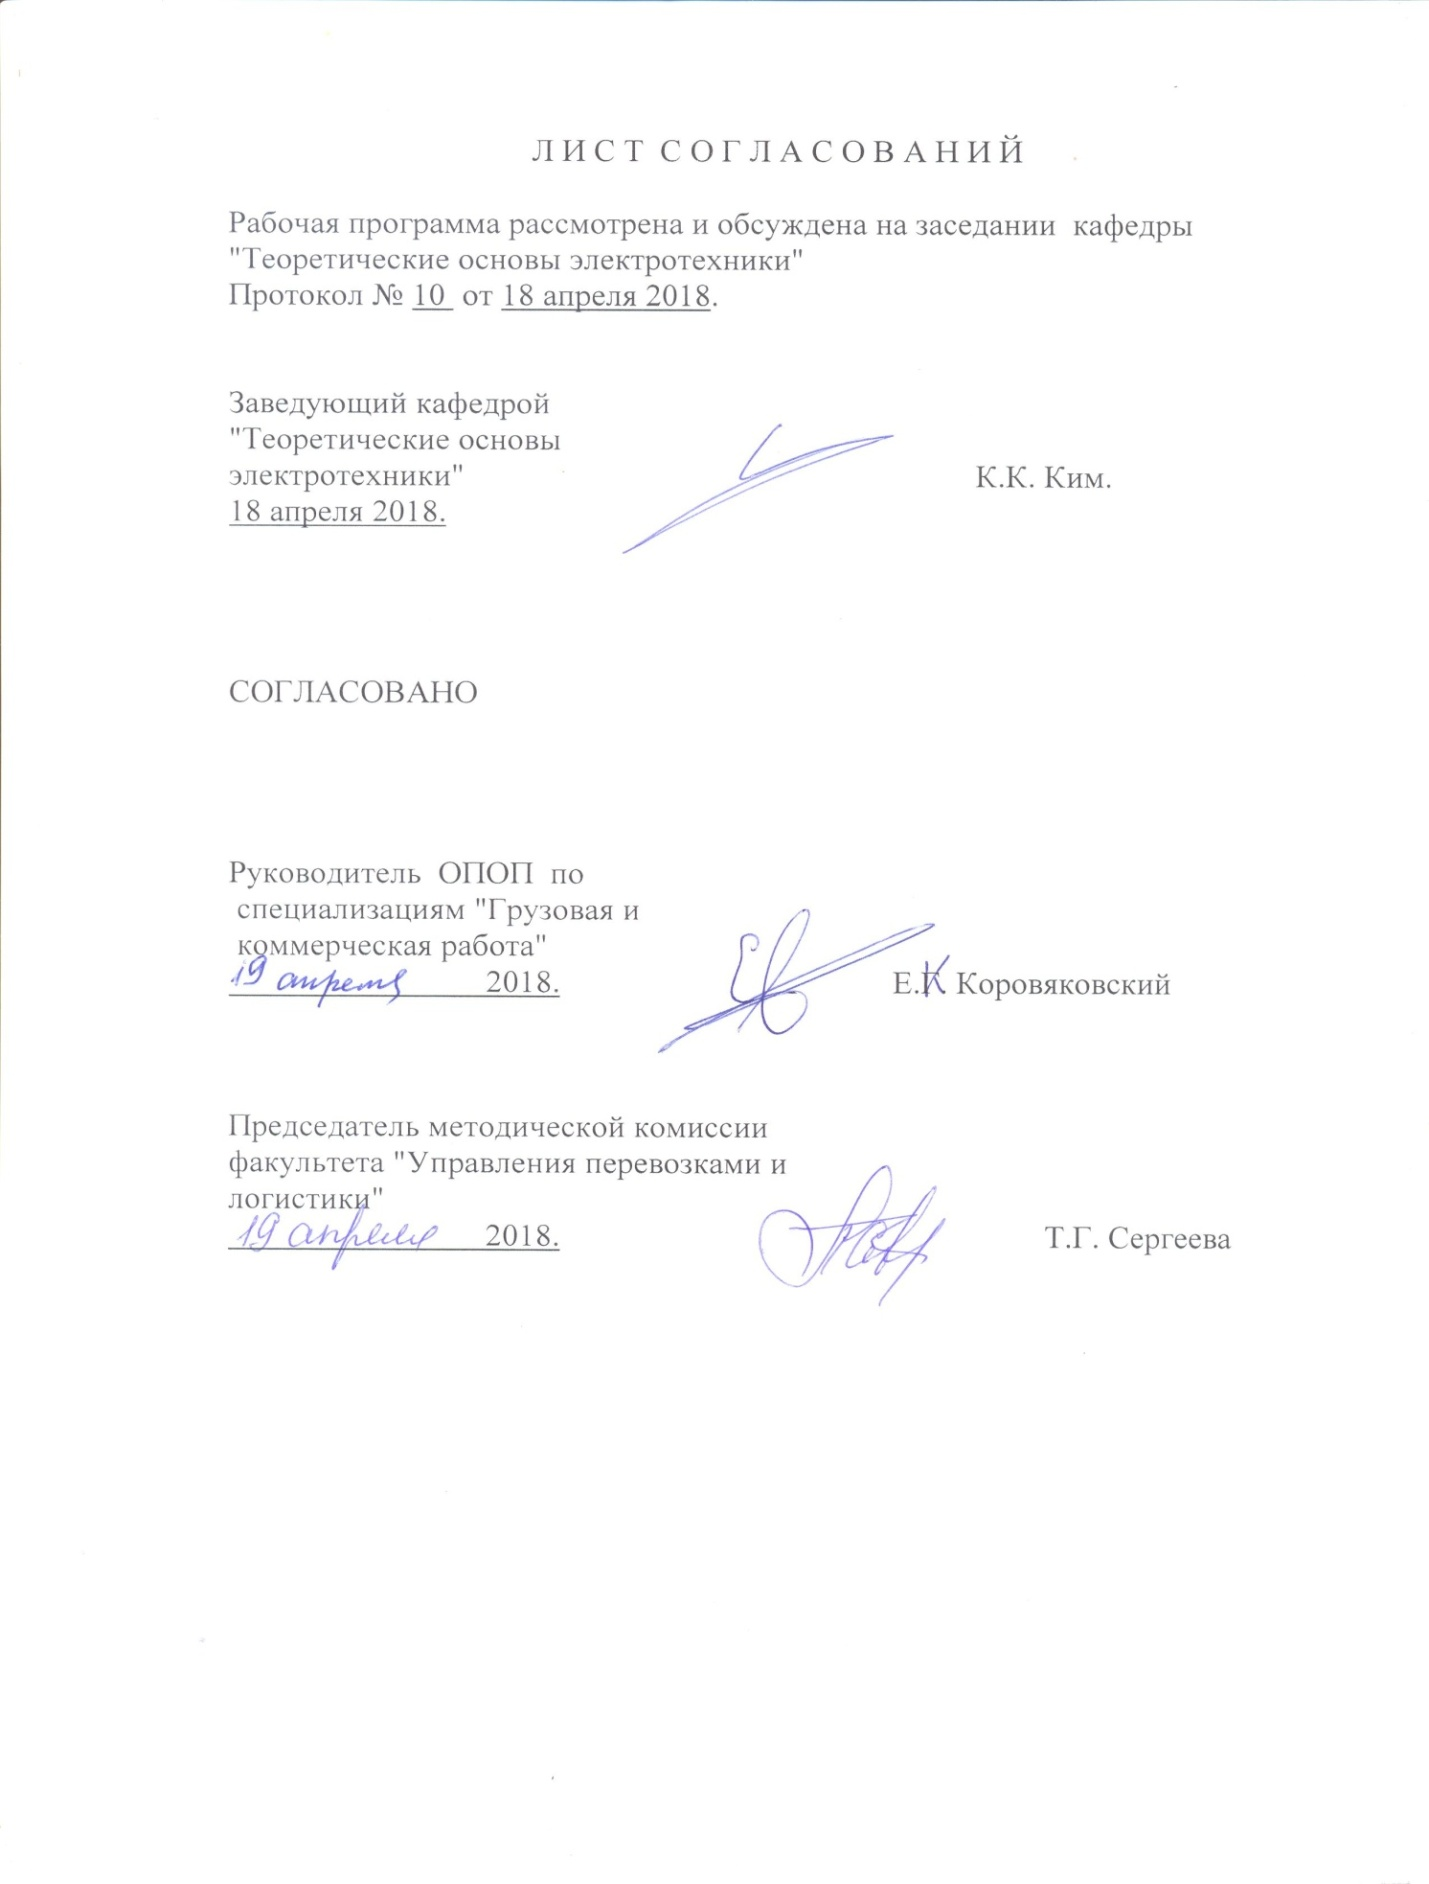 ЛИСТ СОГЛАСОВАНИЙ
Рабочая программа рассмотрена и обсуждена на заседании кафедры
"Теоретические основы электротехники"
Протокол № 10 от 18 апреля 2018.
Заведующий кафедрой
"Теоретические основы
электротехники" К.К. Ким.
18 апреля 2018.
СОГЛАСОВАНО
Руководитель ОПОП по
специализациям "Грузовая и
коммерческая работа"
19 апреля 2018. Е.К. Коровяковский
Председатель методической комиссии
факультета "Управления перевозками и
логистики"
19 апреля 2018. Т.Г. Сергеева